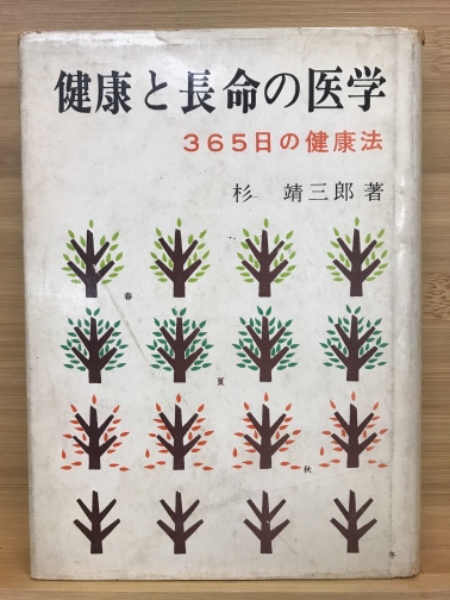 健康と長命の医学
365日の健康法
杉 靖三郎 著
春
夏
秋
冬